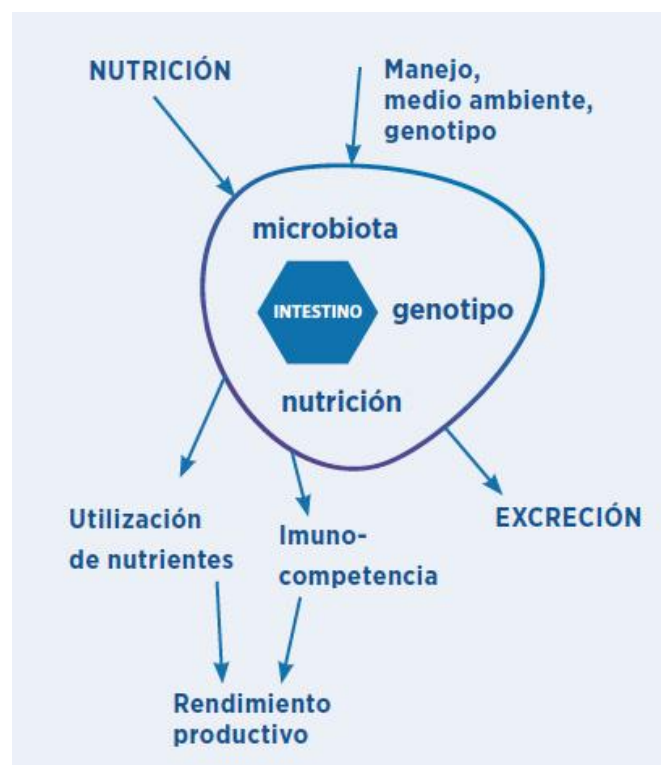 NUTRICIÓN
Manejo,
medio ambiente,
genotipo
microbiota
INTESTINO
genotipo
nutrición
Utilización
de nutrientes
Imuno-
competencia
EXCRECIÓN
Rendimiento
productivo